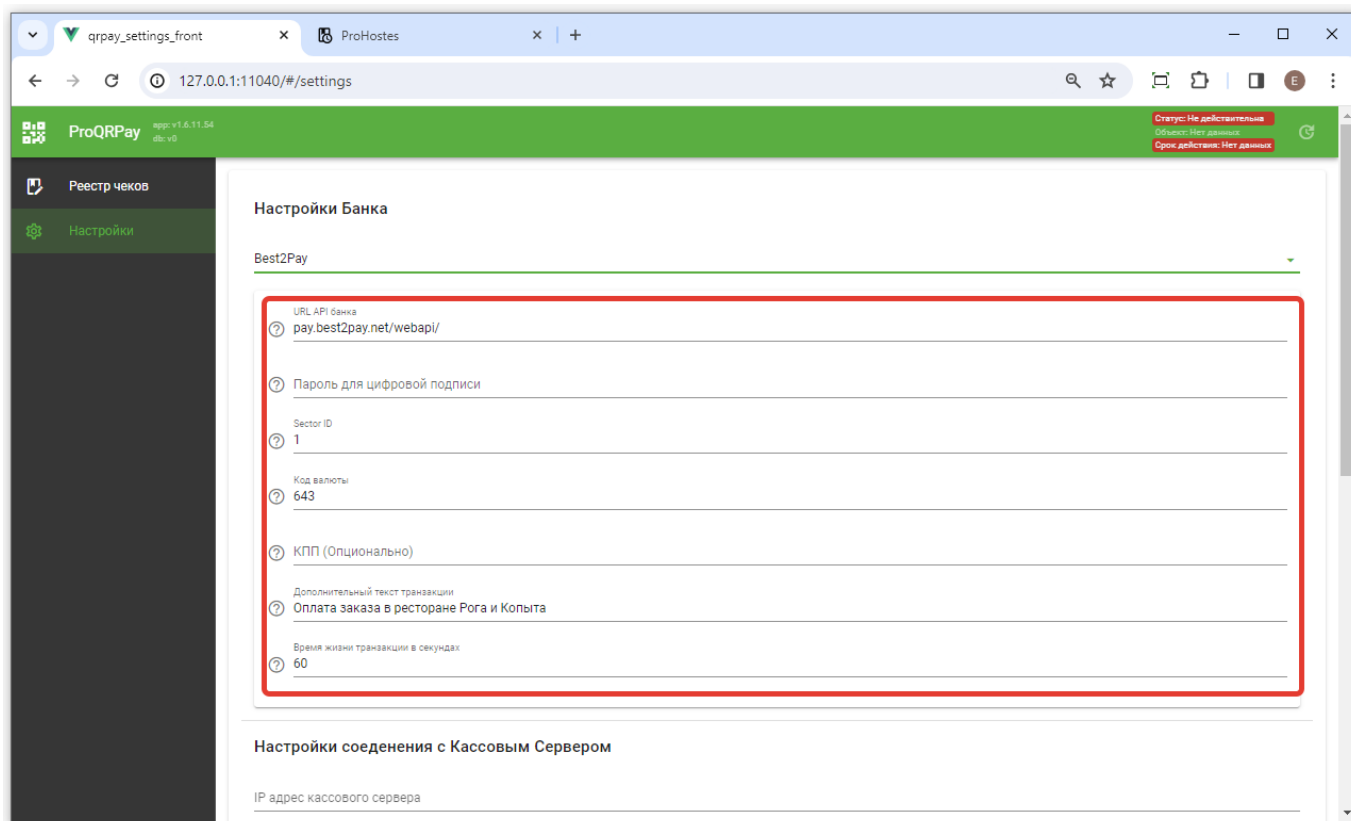 qrpay_settings_front
ProHostes
127.0.0.1:11040/#/settings
E
ProQRPay
app: v1.6.11.54
db: v0
Статус: Не действительна
Объект: Нет данных
Срок действия: Нет данных
Реестр чеков
Настройки
Настройки Банка
Best2Pay
URL API банка
pay.best2pay.net/webapi/
Пароль для цифровой подписи
Sector ID
1
Код валюты
643
КПП (Опционально)
Дополнительный текст транзакции
Оплата заказа в ресторане Рога и Копыта
Время жизни транзакции в секундах
60
Настройки соеденения с Кассовым Сервером
IP адрес кассового сервера